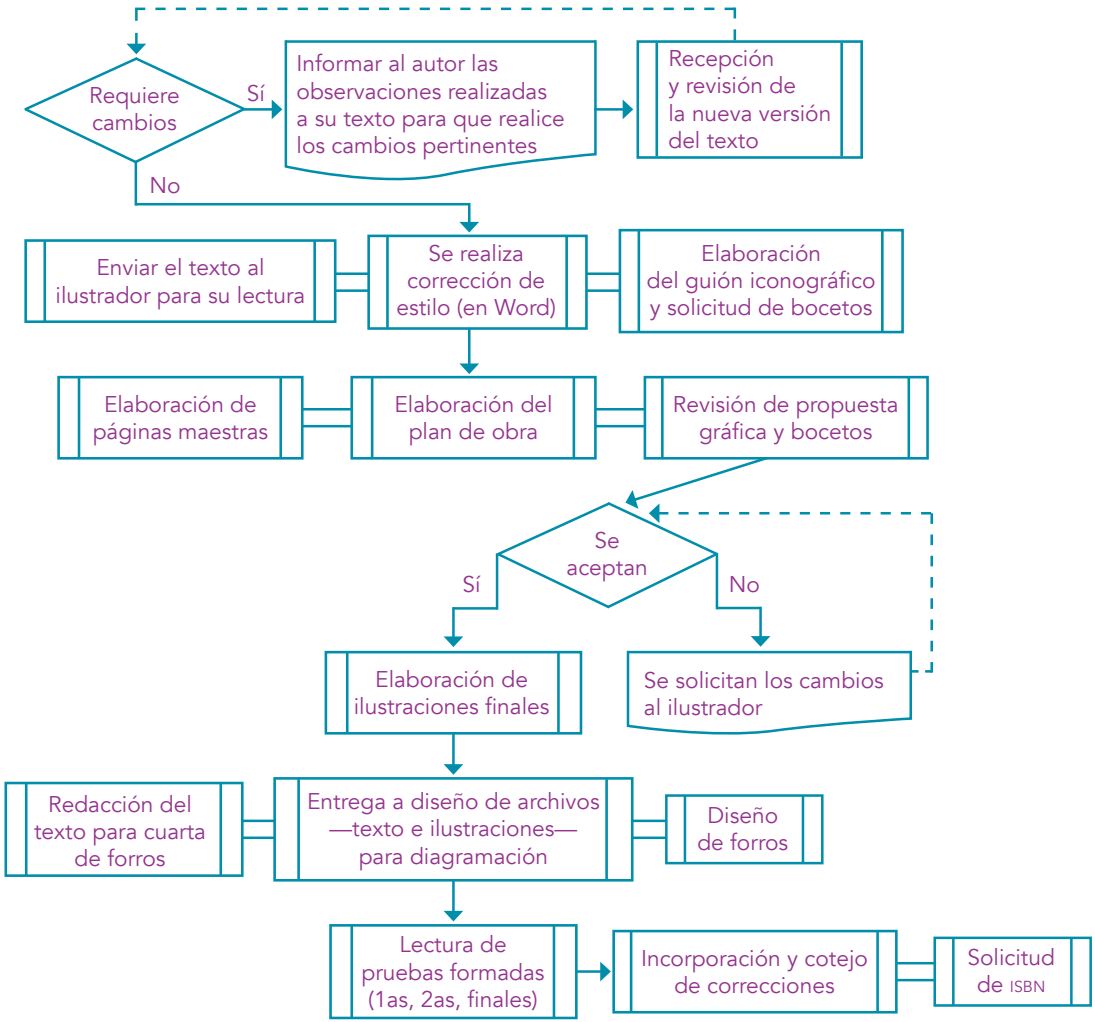 Requiere
cambios
Sí
Informar al autor las
observaciones realizadas
a su texto para que realice
los cambios pertinentes
Recepción
y revisión de
la nueva versión
del texto
No
Enviar el texto al
ilustrador para su lectura
Se realiza
corrección de
estilo (en Word)
Elaboración
del guión iconográfico
y solicitud de bocetos
Elaboración de
páginas maestras
Elaboración del
plan de obra
Revisión de propuesta
gráfica y bocetos
Se
aceptan
Sí
No
Elaboración de
ilustraciones finales
Se solicitan los cambios
al ilustrador
Redacción del
texto para cuarta
de forros
Entrega a diseño de archivos
—texto e ilustraciones—
para diagramación
Diseño
de forros
Lectura de
pruebas formadas
(1as, 2as, finales)
Incorporación y cotejo
de correcciones
Solicitud
de ISBN